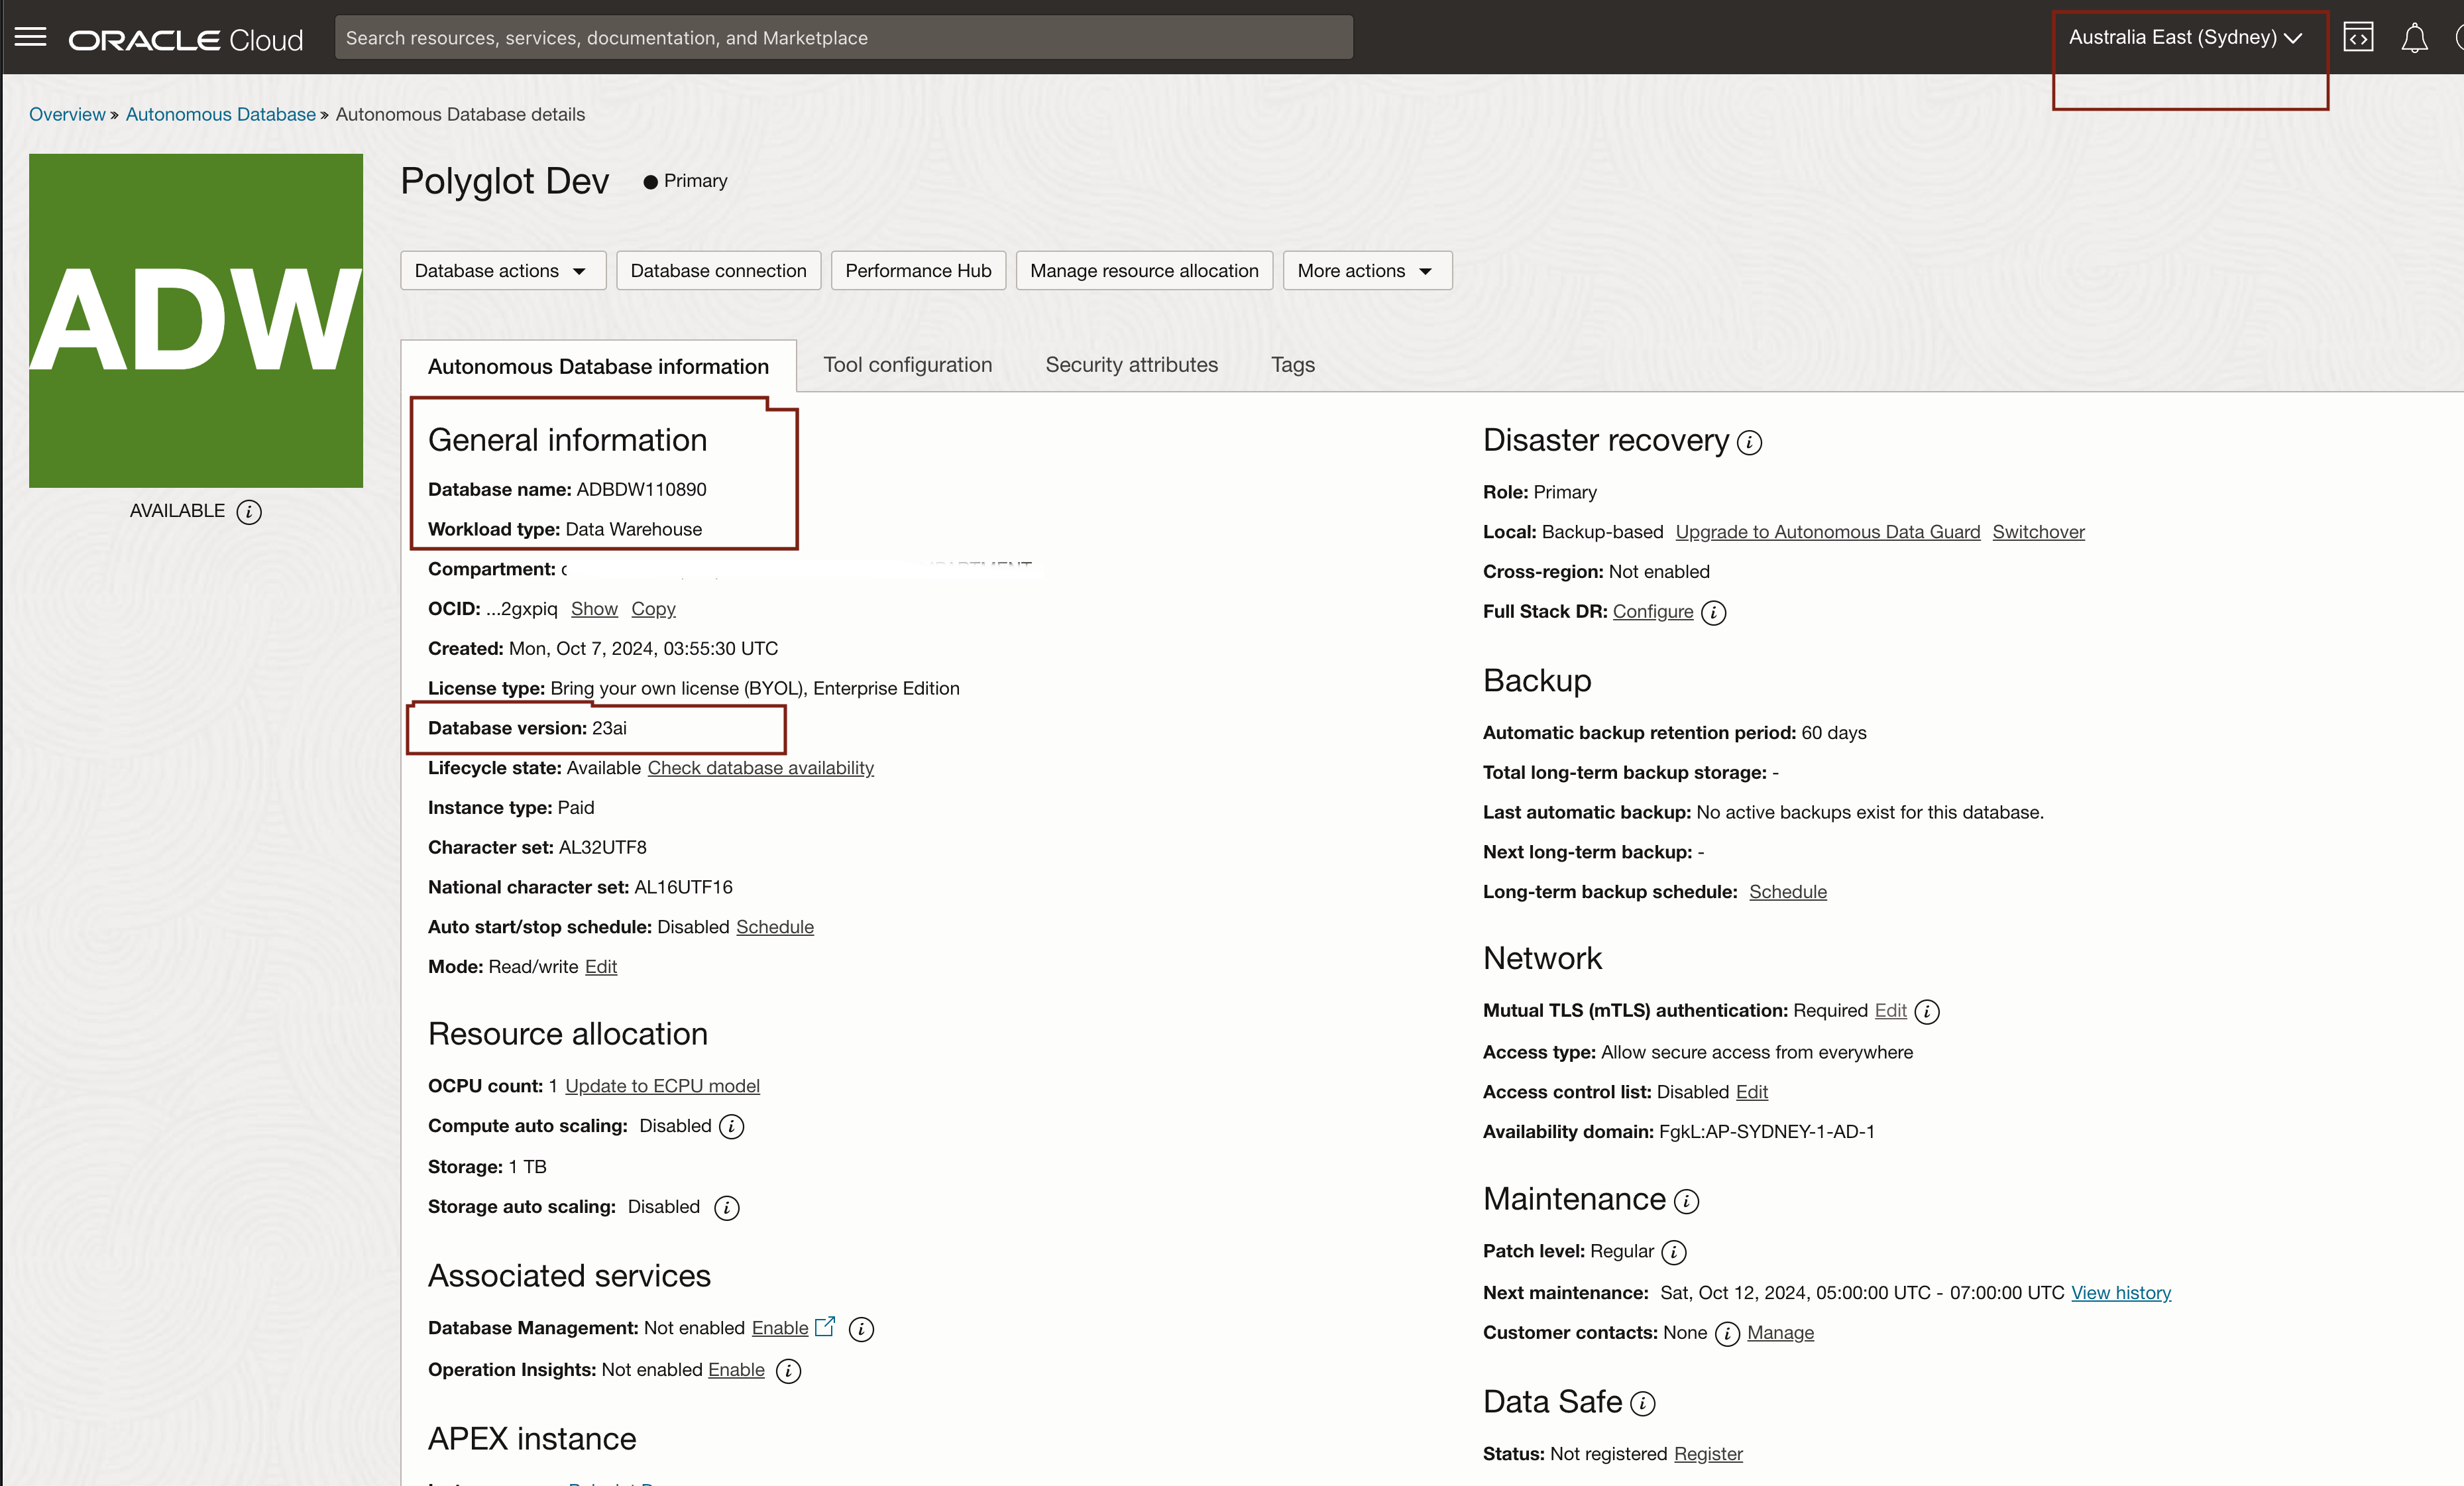 ORACLE Cloud
Search resources, services, documentation, and Marketplace
Australia East (Sydney)
Overview » Autonomous Database » Autonomous Database details
ADW
AVAILABLE
Polyglot Dev
Primary
Database actions
Database connection
Performance Hub
Manage resource allocation
More actions
Autonomous Database information
Tool configuration
Security attributes
Tags
General information
Database name: ADBDW110890
Workload type: Data Warehouse
Compartment:
OCID: ...2gxpiq Show Copy
Created: Mon, Oct 7, 2024, 03:55:30 UTC
License type: Bring your own license (BYOL), Enterprise Edition
Database version: 23ai
Lifecycle state: Available Check database availability
Instance type: Paid
Character set: AL32UTF8
National character set: AL16UTF16
Auto start/stop schedule: Disabled Schedule
Mode: Read/write Edit
Resource allocation
OCPU count: 1 Update to ECPU model
Compute auto scaling: Disabled
Storage: 1 TB
Storage auto scaling: Disabled
Associated services
Database Management: Not enabled Enable
Operation Insights: Not enabled Enable
APEX instance
Disaster recovery
Role: Primary
Local: Backup-based Upgrade to Autonomous Data Guard Switchover
Cross-region: Not enabled
Full Stack DR: Configure
Backup
Automatic backup retention period: 60 days
Total long-term backup storage: -
Last automatic backup: No active backups exist for this database.
Next long-term backup: -
Long-term backup schedule: Schedule
Network
Mutual TLS (mTLS) authentication: Required Edit
Access type: Allow secure access from everywhere
Access control list: Disabled Edit
Availability domain: FgkL:AP-SYDNEY-1-AD-1
Maintenance
Patch level: Regular
Next maintenance: Sat, Oct 12, 2024, 05:00:00 UTC - 07:00:00 UTC View history
Customer contacts: None Manage
Data Safe
Status: Not registered Register